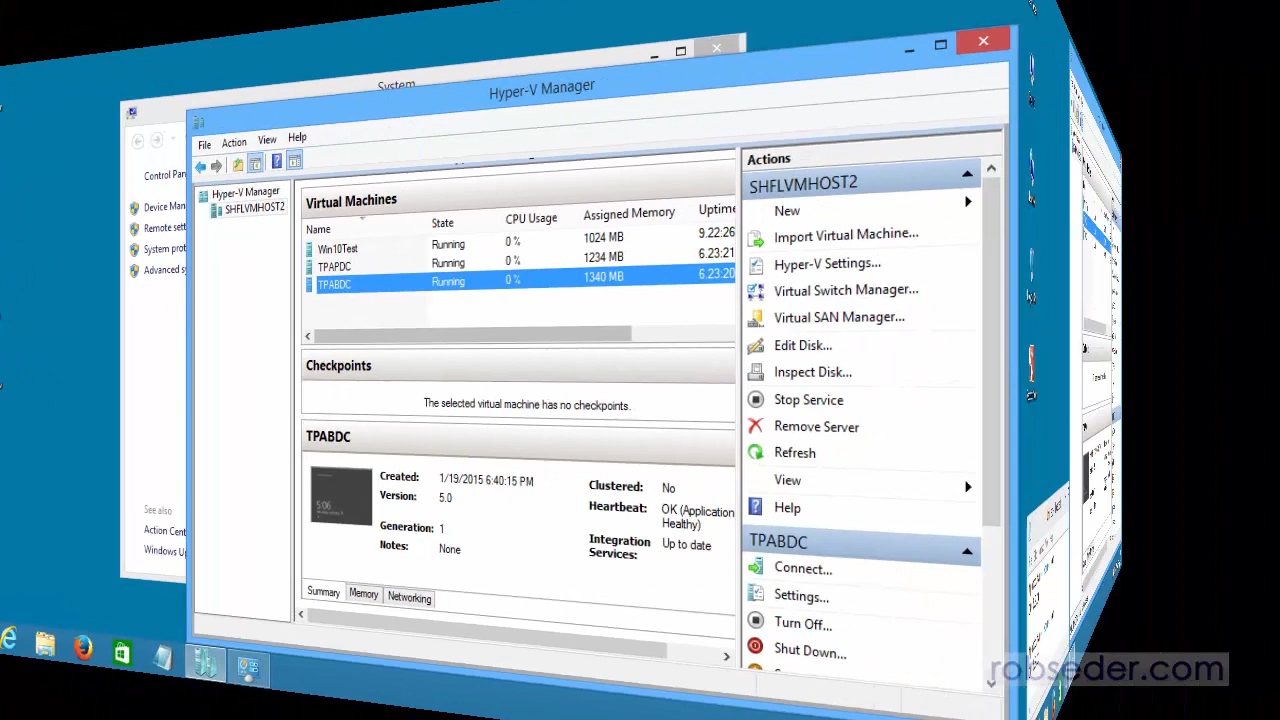 System
Hyper-V Manager
File Action View Help
Control Pan
Device Man
Remote sett
System prot
Advanced sy
See also
Action Cent
Windows Up
Hyper-V Manager
SHFLVMHOST2
Virtual Machines
Name State CPU Usage Assigned Memory Uptime
Win10Test Running 0 % 1024 MB 9.22:26
TPAPDC Running 0 % 1234 MB 6.23:21
TPABDC Running 0 % 1340 MB 6.23:20
Checkpoints
The selected virtual machine has no checkpoints.
TPABDC
5:06
Created: 1/19/2015 6:40:15 PM
Version: 5.0
Generation: 1
Notes: None
Clustered: No
Heartbeat: OK (Application
Healthy)
Integration Up to date
Services:
Summary Memory Networking
Actions
SHFLVMHOST2
New
Import Virtual Machine...
Hyper-V Settings...
Virtual Switch Manager...
Virtual SAN Manager...
Edit Disk...
Inspect Disk...
Stop Service
Remove Server
Refresh
View
Help
TPABDC
Connect...
Settings...
Turn Off...
Shut Down...
robseder.com